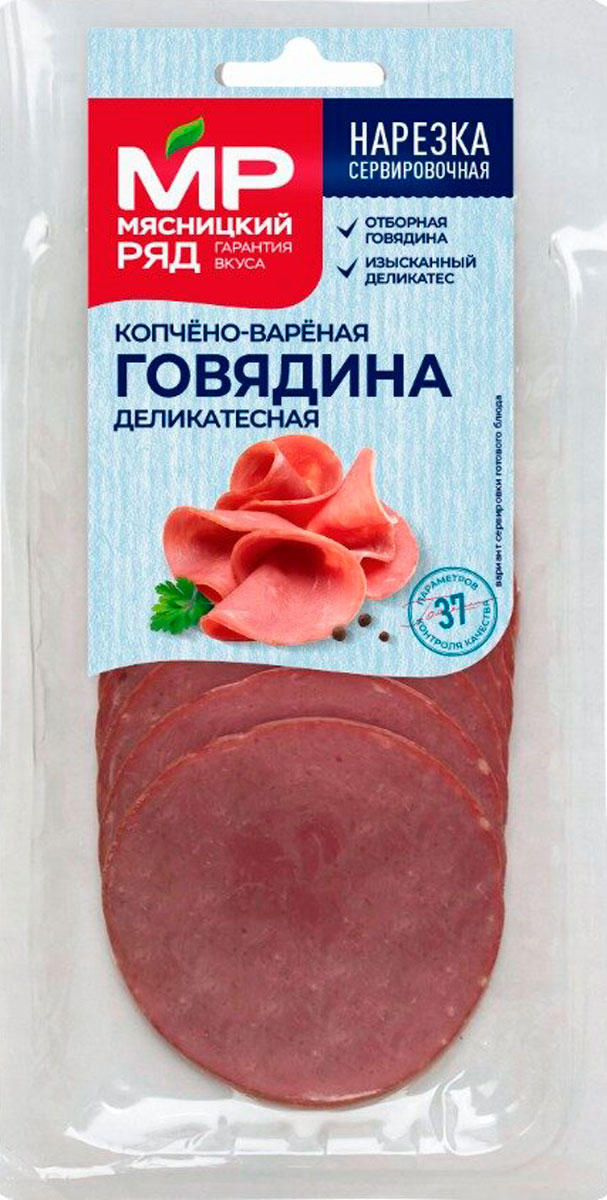 МР
МЯСНИЦКИЙ
РЯД
ГАРАНТИЯ
ВКУСА
НАРЕЗКА
СЕРВИРОВОЧНАЯ
ОТБОРНАЯ
ГОВЯДИНА
ИЗЫСКАННЫЙ
ДЕЛИКАТЕС
КОПЧЁНО-ВАРЁНАЯ
ГОВЯДИНА
ДЕЛИКАТЕСНАЯ
вариант сервировки готового блюда
37
ПАРАМЕТРОВ
КОНТРОЛЯ КАЧЕСТВА